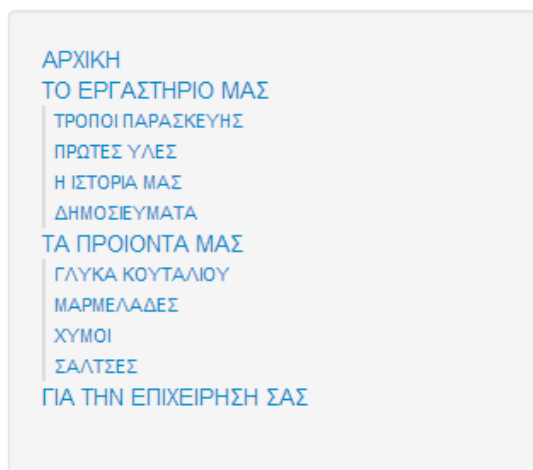 ΑΡΧΙΚΗ
ΤΟ ΕΡΓΑΣΤΗΡΙΟ ΜΑΣ
ΤΡΟΠΟΙ ΠΑΡΑΣΚΕΥΗΣ
ΠΡΩΤΕΣ ΥΛΕΣ
Η ΙΣΤΟΡΙΑ ΜΑΣ
ΔΗΜΟΣΙΕΥΜΑΤΑ
ΤΑ ΠΡΟΙΟΝΤΑ ΜΑΣ
ΓΛΥΚΑ ΚΟΥΤΑΛΙΟΥ
ΜΑΡΜΕΛΑΔΕΣ
ΧΥΜΟΙ
ΣΑΛΤΣΕΣ
ΓΙΑ ΤΗΝ ΕΠΙΧΕΙΡΗΣΗ ΣΑΣ